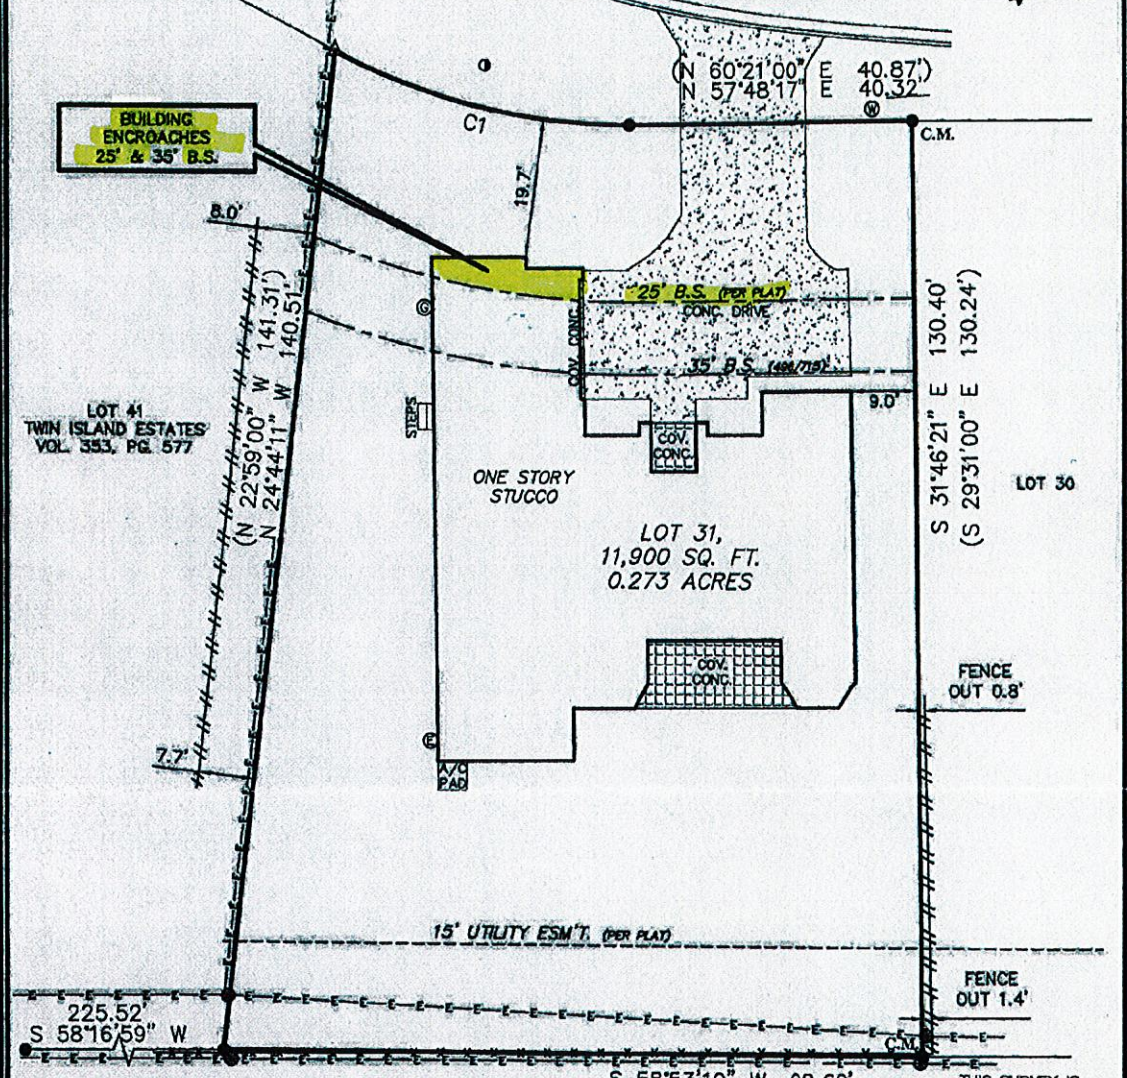 (N 60°21'00" E 40.87')
N 57°48'17" E 40.32'
W
C.M.
C1
BUILDING
ENCROACHES
25' & 35' B.S.
19.7'
8.0'
25' B.S. (PER PLAT)
CONC. DRIVE
COV. CONC.
G
35' B.S. (496/715)
9.0'
(N 22°59'00" W 141.31')
N 24°44'11" W 140.51'
S 31°46'21" E 130.40'
(S 29°31'00" E 130.24')
LOT 41
TWIN ISLAND ESTATES
VOL. 353, PG. 577
STEPS
COV.
CONC.
ONE STORY
STUCCO
LOT 30
LOT 31,
11,900 SQ. FT.
0.273 ACRES
COV.
CONC.
FENCE
OUT 0.8'
E
7.7'
A/C
PAD
15' UTILITY ESM'T. (PER PLAT)
FENCE
OUT 1.4'
225.52'
S 58°16'59" W
C.M.